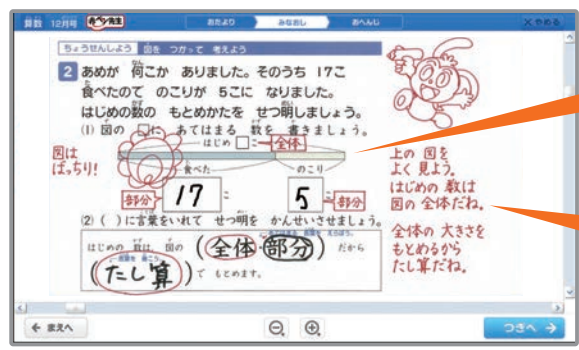 算数 12月号 赤ペン先生 おたより みなおし おへんじ × やめる
ちょうせんしよう 図を つかって 考えよう
2 あめが 何こか ありました。そのうち 17こ
食べたので のこりが 5こに なりました。
はじめの数の もとめかたを せつ明しましょう。
(1) 図の □に あてはまる 数を 書きましょう。
はじめ □こ 全体
図は
ばっちり!
食べた のこり
部分 17 こ 5 こ 部分
(2) ( )に言葉をいれて せつ明を かんせいさせましょう。
はじめの 数は、図の (全体・部分) だから
(たし算)で もとめます。
上の 図を
よく 見よう。
はじめの 数は
図の 全体だね。
全体の 大きさを
もとめるから
たし算だね。
← まえへ つぎへ →